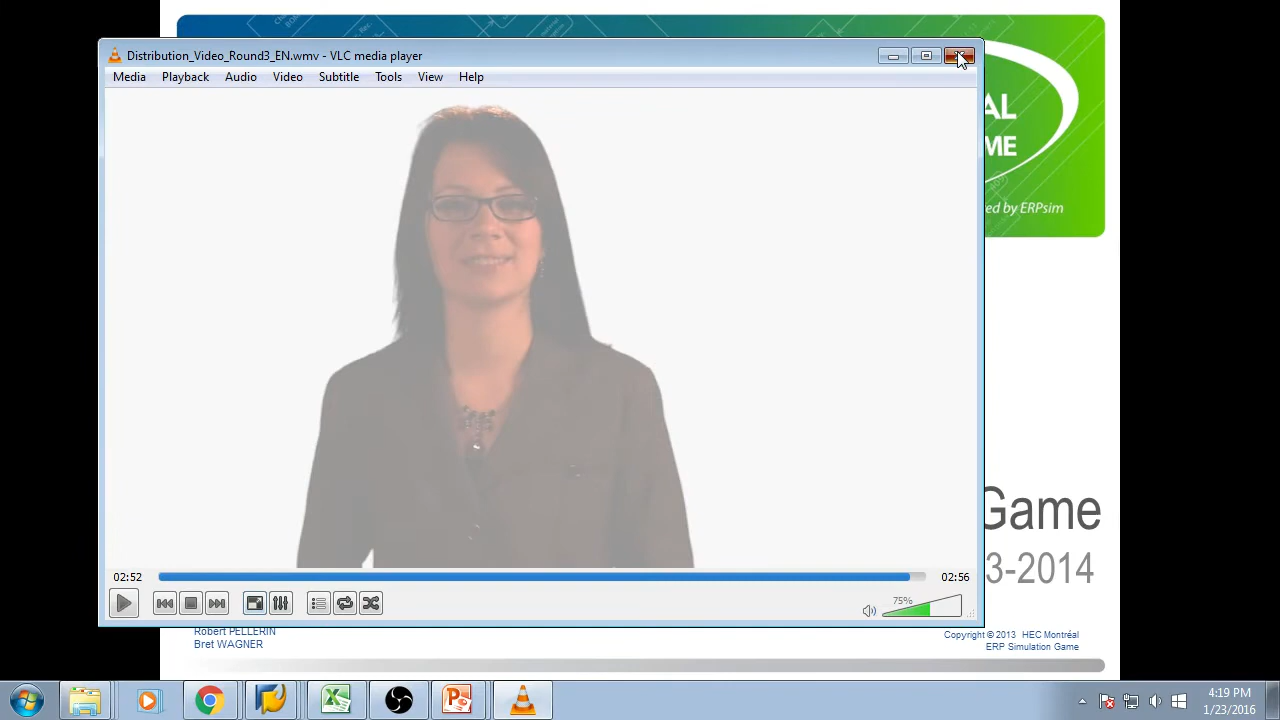 Distribution_Video_Round3_EN.wmv - VLC media player
Media Playback Audio Video Subtitle Tools View Help
AL
ME
ed by ERPsim
Game
3-2014
02:52
02:56
75%
Robert PELLERIN
Bret WAGNER
Copyright © 2013 HEC Montréal
ERP Simulation Game
4:19 PM
1/23/2016